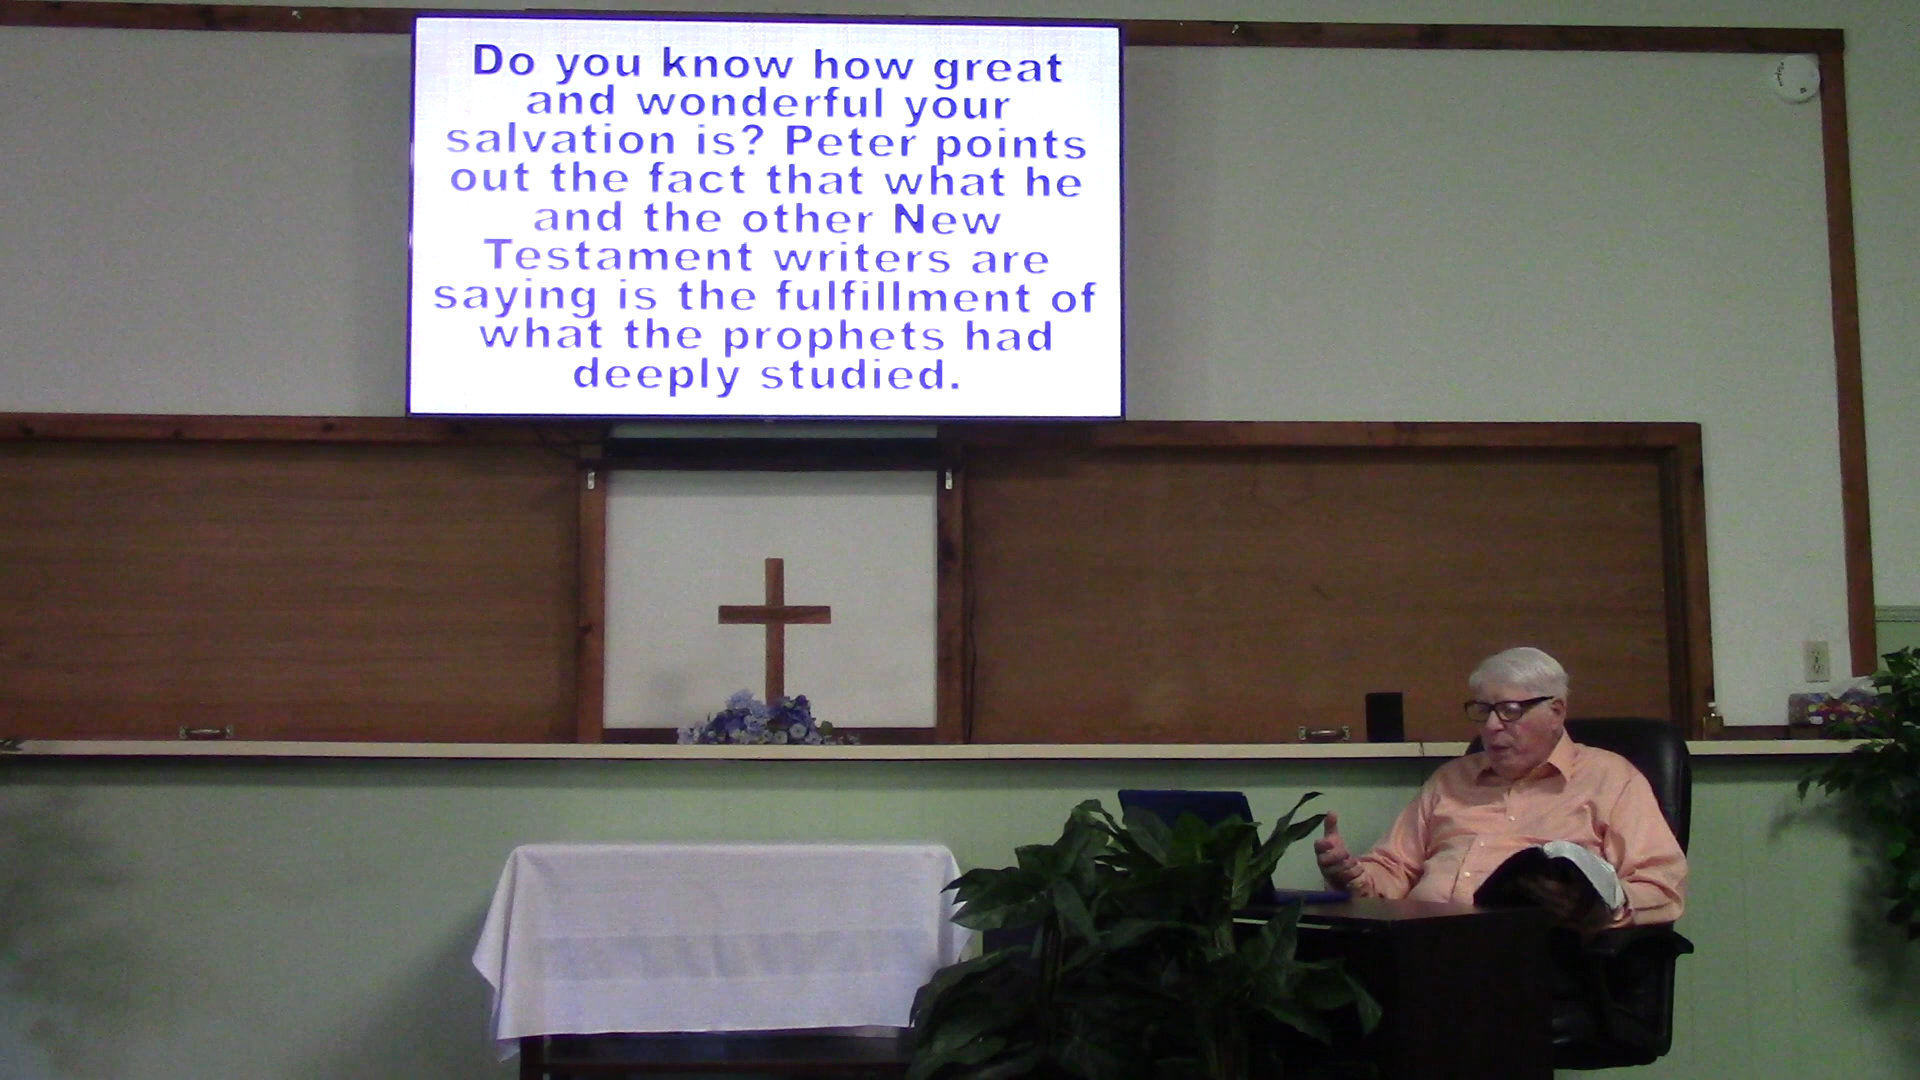 Do you know how great
and wonderful your
salvation is? Peter points
out the fact that what he
and the other New
Testament writers are
saying is the fulfillment of
what the prophets had
deeply studied.